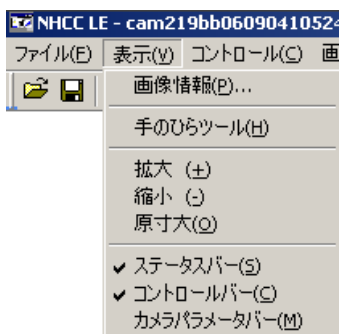 NHCC LE - cam219bb0609041052
ファイル(F) 表示(V) コントロール(C) 画
画像情報(P)...
手のひらツール(H)
拡大 (+)
縮小 (-)
原寸大(O)
ステータスバー(S)
コントロールバー(C)
カメラパラメータバー(M)